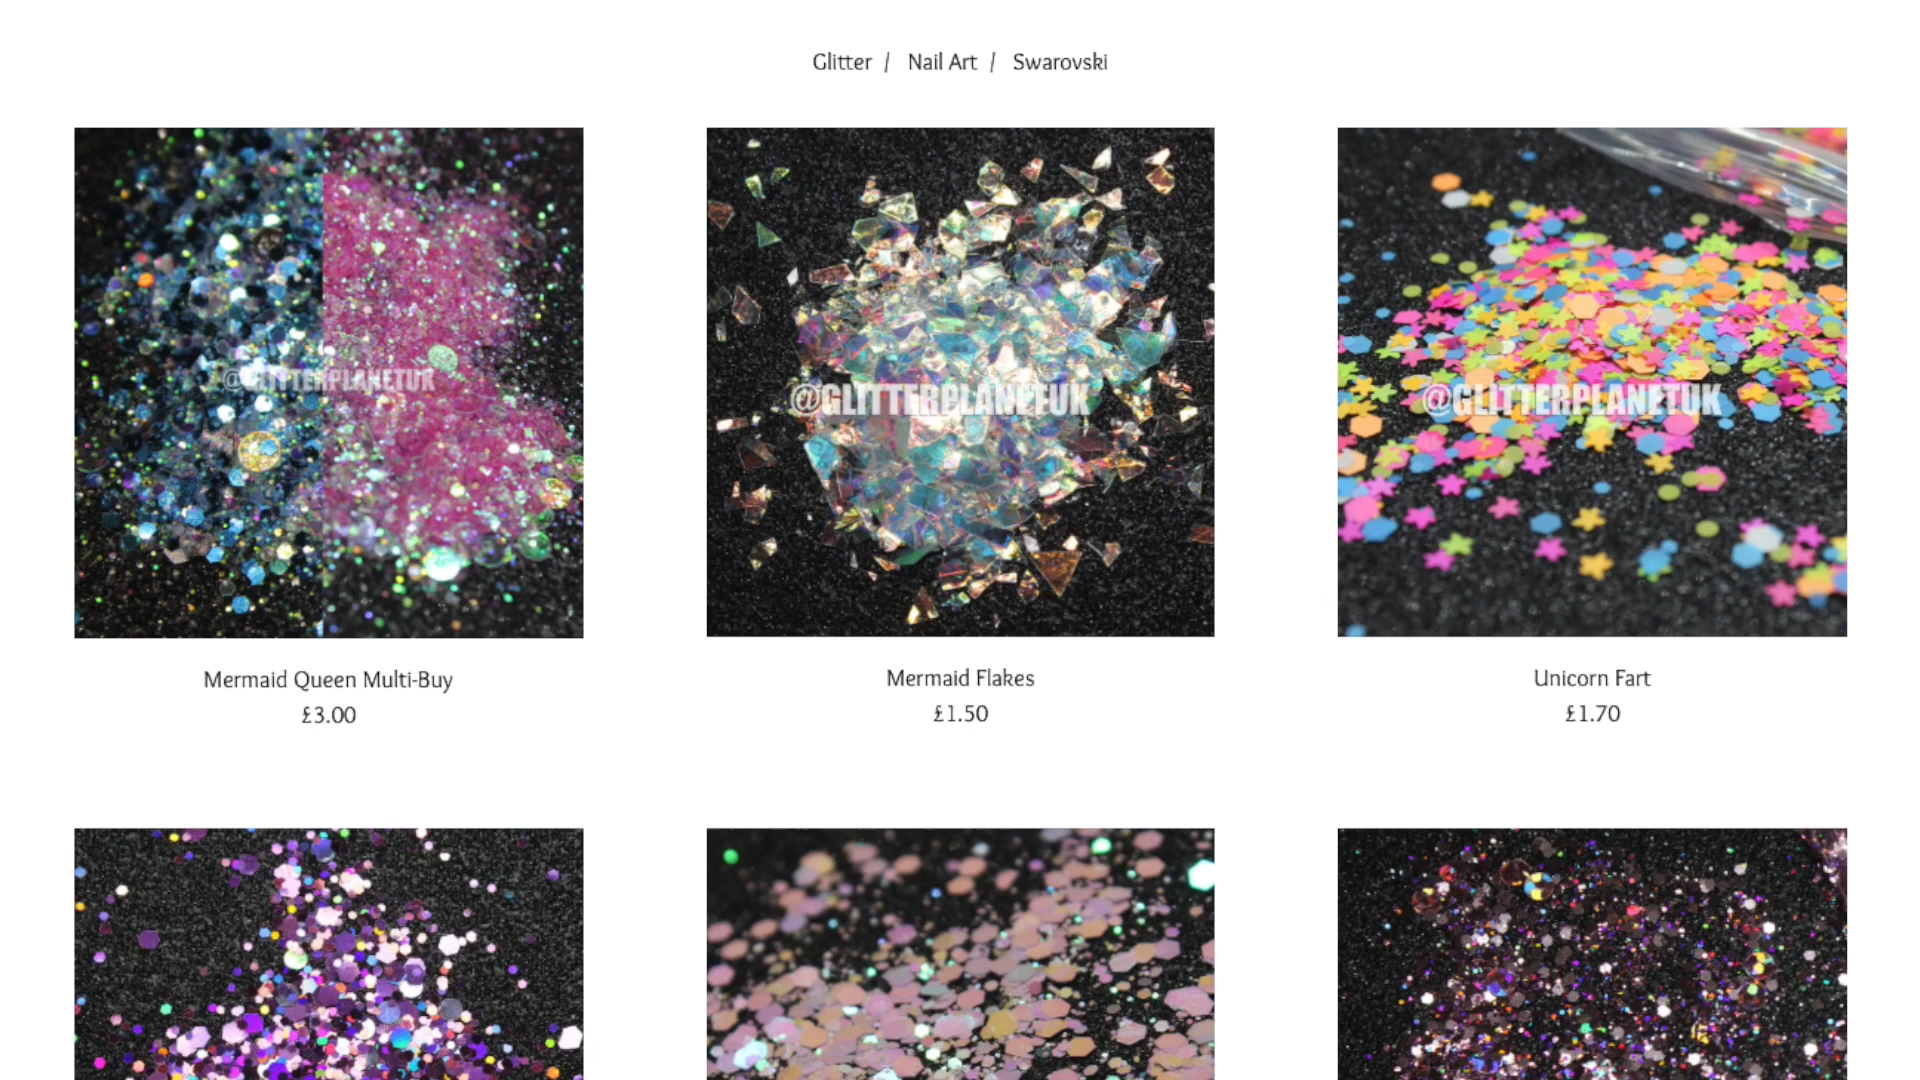 Glitter / Nail Art / Swarovski
@GLITTERPLANETUK
@GLITTERPLANETUK
@GLITTERPLANETUK
Mermaid Queen Multi-Buy
£3.00
Mermaid Flakes
£1.50
Unicorn Fart
£1.70